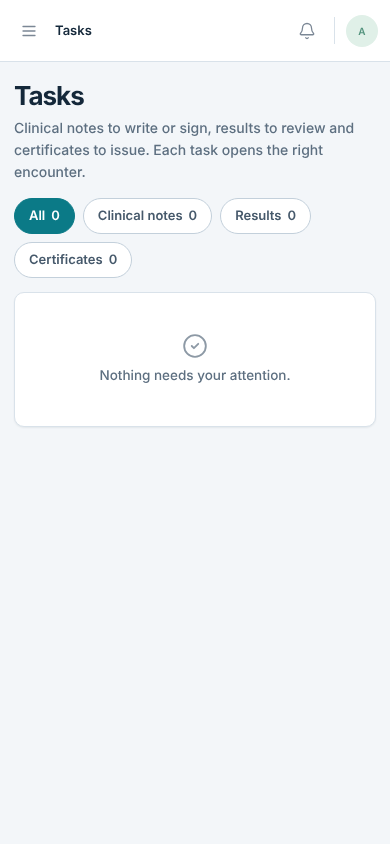 Tasks
A
Tasks
Clinical notes to write or sign, results to review and
certificates to issue. Each task opens the right
encounter.
All 0
Clinical notes 0
Results 0
Certificates 0
Nothing needs your attention.